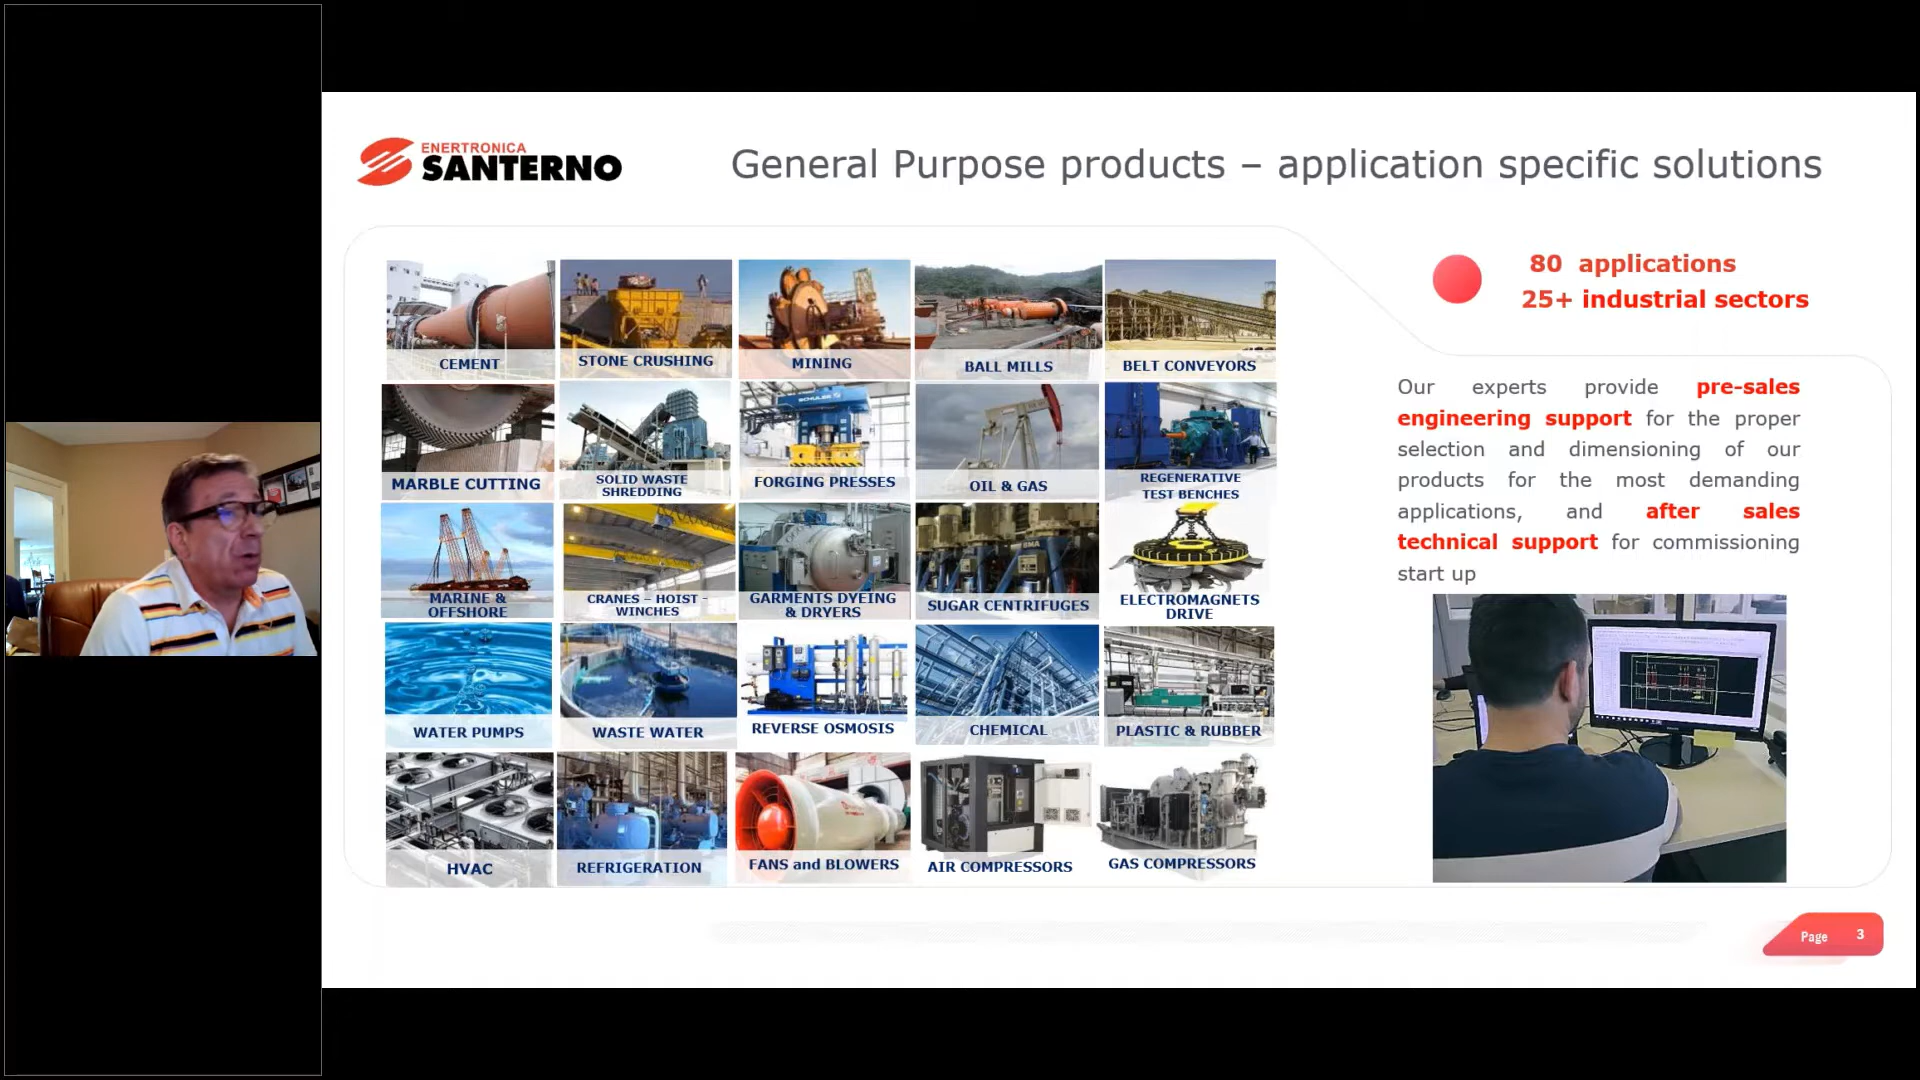 ENERTRONICA
SANTERNO
General Purpose products – application specific solutions
80 applications
25+ industrial sectors
CEMENT
STONE CRUSHING
MINING
BALL MILLS
BELT CONVEYORS
MARBLE CUTTING
SOLID WASTE
SHREDDING
FORGING PRESSES
OIL & GAS
REGENERATIVE
TEST BENCHES
MARINE &
OFFSHORE
CRANES – HOIST -
WINCHES
GARMENTS DYEING
& DRYERS
SUGAR CENTRIFUGES
ELECTROMAGNETS
DRIVE
WATER PUMPS
WASTE WATER
REVERSE OSMOSIS
CHEMICAL
PLASTIC & RUBBER
HVAC
REFRIGERATION
FANS and BLOWERS
AIR COMPRESSORS
GAS COMPRESSORS
Our experts provide pre-sales
engineering support for the proper
selection and dimensioning of our
products for the most demanding
applications, and after sales
technical support for commissioning
start up
Page 3